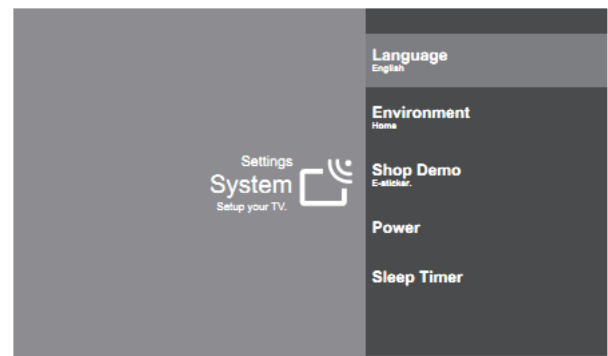 Settings
System
Setup your TV.
Language
English
Environment
Home
Shop Demo
E-sticker.
Power
Sleep Timer